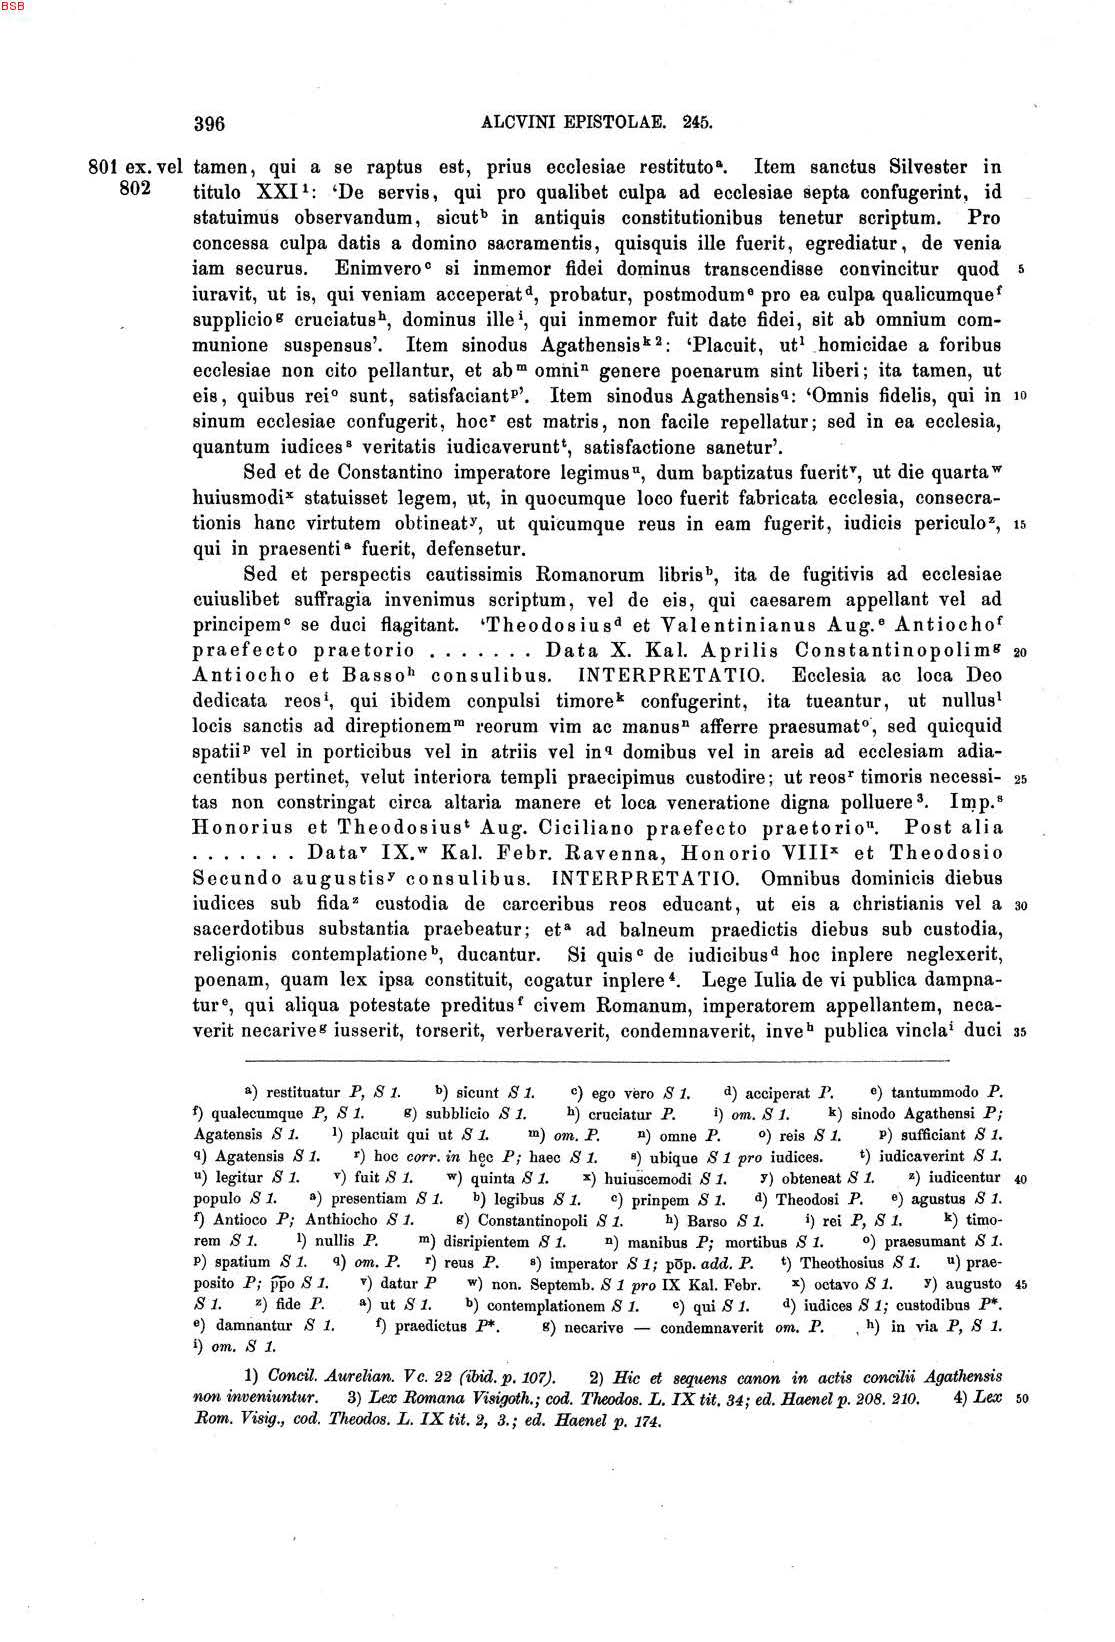 BSB
396 ALCVINI EPISTOLAE. 245.
801 ex. vel tamen, qui a se raptus est, prius ecclesiae restituto ᵃ. Item sanctus Silvester in
802 titulo XXI ¹: ‘De servis, qui pro qualibet culpa ad ecclesiae septa confugerint, id
statuimus observandum, sicut ᵇ in antiquis constitutionibus tenetur scriptum. Pro
concessa culpa datis a domino sacramentis, quisquis ille fuerit, egrediatur, de venia
iam securus. Enimvero ᶜ si inmemor fidei dominus transcendisse convincitur quod 5
iuravit, ut is, qui veniam acceperat ᵈ, probatur, postmodum ᵉ pro ea culpa qualicumque ᶠ
supplicio ᵍ cruciatus ʰ, dominus ille ⁱ, qui inmemor fuit date fidei, sit ab omnium com-
munione suspensus’. Item sinodus Agathensis ᵏ ²: ‘Placuit, ut ˡ homicidae a foribus
ecclesiae non cito pellantur, et ab ᵐ omni ⁿ genere poenarum sint liberi; ita tamen, ut
eis, quibus rei ᵒ sunt, satisfaciant ᵖ’. Item sinodus Agathensis q: ‘Omnis fidelis, qui in 10
sinum ecclesiae confugerit, hoc ʳ est matris, non facile repellatur; sed in ea ecclesia,
quantum iudices ˢ veritatis iudicaverunt ᵗ, satisfactione sanetur’.
Sed et de Constantino imperatore legimus ᵘ, dum baptizatus fuerit ᵛ, ut die quarta ʷ
huiusmodi ˣ statuisset legem, ut, in quocumque loco fuerit fabricata ecclesia, consecra-
tionis hanc virtutem obtineat ʸ, ut quicumque reus in eam fugerit, iudicis periculo ᶻ, 15
qui in praesenti ᵃ fuerit, defensetur.
Sed et perspectis cautissimis Romanorum libris ᵇ, ita de fugitivis ad ecclesiae
cuiuslibet suffragia invenimus scriptum, vel de eis, qui caesarem appellant vel ad
principem ᶜ se duci flagitant. ‘Theodosius ᵈ et Valentinianus Aug. ᵉ Antiocho ᶠ
praefecto praetorio . . . . . . . Data X. Kal. Aprilis Constantinopolim ᵍ 20
Antiocho et Basso ʰ consulibus. INTERPRETATIO. Ecclesia ac loca Deo
dedicata reos ⁱ, qui ibidem conpulsi timore ᵏ confugerint, ita tueantur, ut nullus ˡ
locis sanctis ad direptionem ᵐ reorum vim ac manus ⁿ afferre praesumat ᵒ, sed quicquid
spatii ᵖ vel in porticibus vel in atriis vel in q domibus vel in areis ad ecclesiam adia-
centibus pertinet, velut interiora templi praecipimus custodire; ut reos ʳ timoris necessi- 25
tas non constringat circa altaria manere et loca veneratione digna polluere ³. Imp. ˢ
Honorius et Theodosius ᵗ Aug. Ciciliano praefecto praetorio ᵘ. Post alia
. . . . . . . Data ᵛ IX. ʷ Kal. Febr. Ravenna, Honorio VIII ˣ et Theodosio
Secundo augustis ʸ consulibus. INTERPRETATIO. Omnibus dominicis diebus
iudices sub fida ᶻ custodia de carceribus reos educant, ut eis a christianis vel a 30
sacerdotibus substantia praebeatur; et ᵃ ad balneum praedictis diebus sub custodia,
religionis contemplatione ᵇ, ducantur. Si quis ᶜ de iudicibus ᵈ hoc inplere neglexerit,
poenam, quam lex ipsa constituit, cogatur inplere ⁴. Lege Iulia de vi publica dampna-
tur ᵉ, qui aliqua potestate preditus ᶠ civem Romanum, imperatorem appellantem, neca-
verit necarive ᵍ iusserit, torserit, verberaverit, condemnaverit, inve ʰ publica vincla ⁱ duci 35
a) restituatur P, S 1. b) sicunt S 1. c) ego vero S 1. d) acciperat P. e) tantummodo P.
f) qualecumque P, S 1. g) subblicio S 1. h) cruciatur P. i) om. S 1. k) sinodo Agathensi P;
Agatensis S 1. l) placuit qui ut S 1. m) om. P. n) omne P. o) reis S 1. p) sufficiant S 1.
q) Agatensis S 1. r) hoc corr. in hęc P; haec S 1. s) ubique S 1 pro iudices. t) iudicaverint S 1.
u) legitur S 1. v) fuit S 1. w) quinta S 1. x) huiuscemodi S 1. y) obteneat S 1. z) iudicentur 40
populo S 1. a) presentiam S 1. b) legibus S 1. c) prinpem S 1. d) Theodosi P. e) agustus S 1.
f) Antioco P; Anthiocho S 1. g) Constantinopoli S 1. h) Barso S 1. i) rei P, S 1. k) timo-
rem S 1. l) nullis P. m) disripientem S 1. n) manibus P; mortibus S 1. o) praesumant S 1.
p) spatium S 1. q) om. P. r) reus P. s) imperator S 1; pōp. add. P. t) Theothosius S 1. u) prae-
posito P; p̄p̄o S 1. v) datur P w) non. Septemb. S 1 pro IX Kal. Febr. x) octavo S 1. y) augusto 45
S 1. z) fide P. a) ut S 1. b) contemplationem S 1. c) qui S 1. d) iudices S 1; custodibus P*.
e) damnantur S 1. f) praedictus P*. g) necarive — condemnaverit om. P. h) in via P, S 1.
i) om. S 1.
1) Concil. Aurelian. V c. 22 (ibid. p. 107). 2) Hic et sequens canon in actis concilii Agathensis
non inveniuntur. 3) Lex Romana Visigoth.; cod. Theodos. L. IX tit. 34; ed. Haenel p. 208. 210. 4) Lex 50
Rom. Visig., cod. Theodos. L. IX tit. 2, 3.; ed. Haenel p. 174.